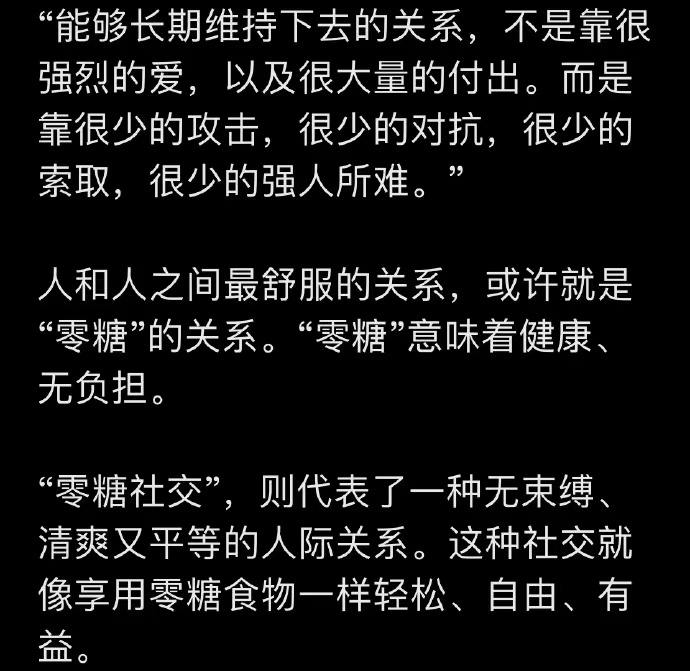 “能够长期维持下去的关系，不是靠很
强烈的爱，以及很大量的付出。而是
靠很少的攻击，很少的对抗，很少的
索取，很少的强人所难。”
人和人之间最舒服的关系，或许就是
“零糖”的关系。“零糖”意味着健康、
无负担。
“零糖社交”，则代表了一种无束缚、
清爽又平等的人际关系。这种社交就
像享用零糖食物一样轻松、自由、有
益。